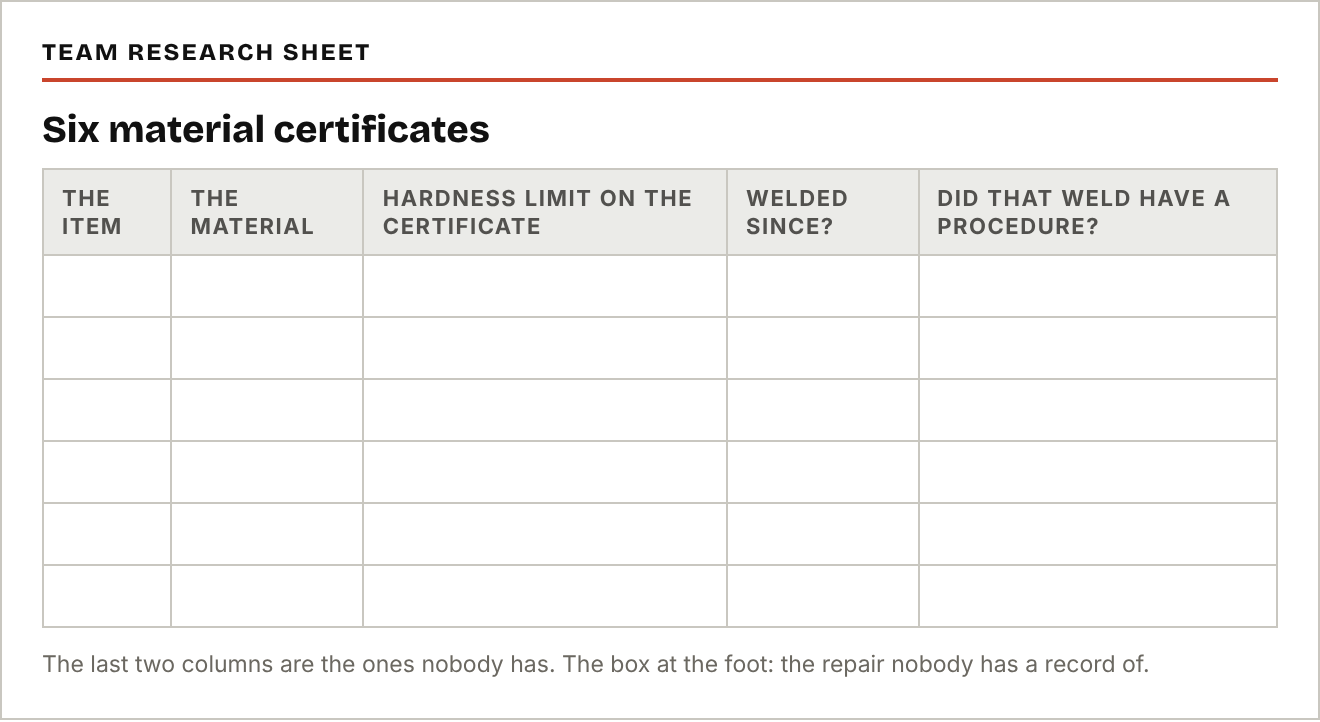 TEAM RESEARCH SHEET
Six material certificates
THE ITEM
THE MATERIAL
HARDNESS LIMIT ON THE CERTIFICATE
WELDED SINCE?
DID THAT WELD HAVE A PROCEDURE?
The last two columns are the ones nobody has. The box at the foot: the repair nobody has a record of.